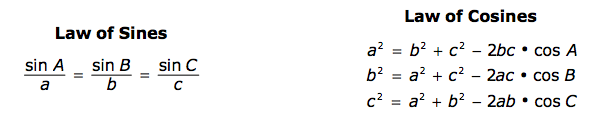 Law of Sines
sin A / a = sin B / b = sin C / c
Law of Cosines
a² = b² + c² – 2bc • cos A
b² = a² + c² – 2ac • cos B
c² = a² + b² – 2ab • cos C